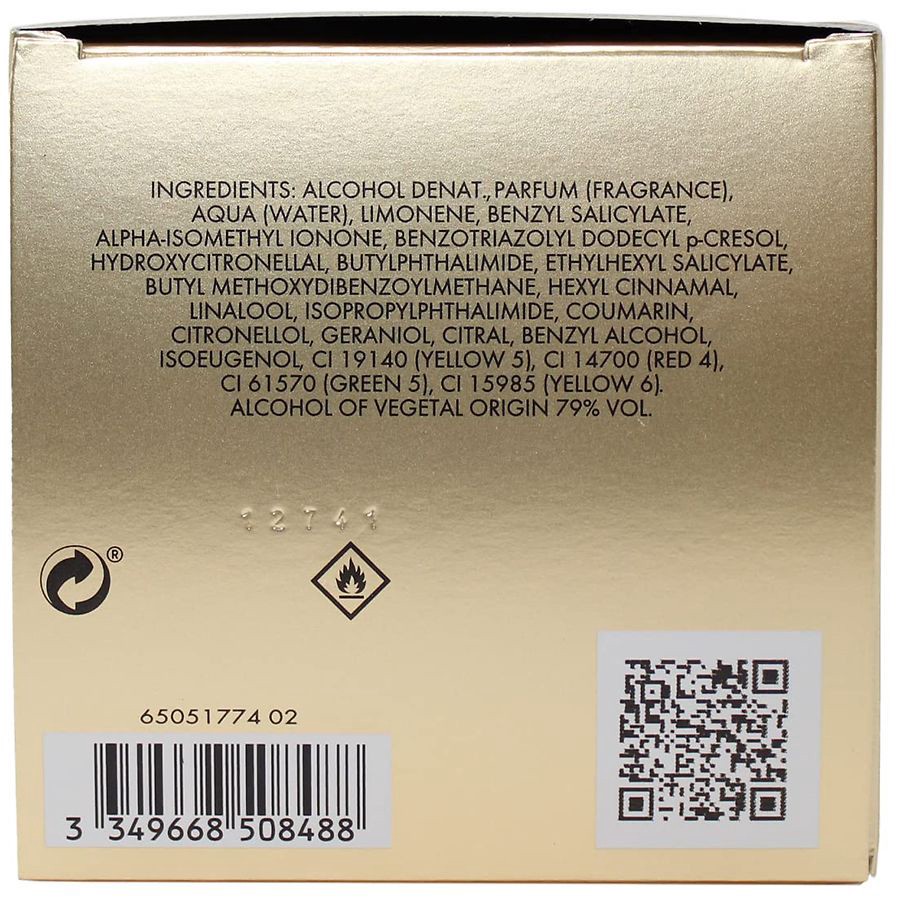 INGREDIENTS: ALCOHOL DENAT., PARFUM (FRAGRANCE),
AQUA (WATER), LIMONENE, BENZYL SALICYLATE,
ALPHA-ISOMETHYL IONONE, BENZOTRIAZOLYL DODECYL p-CRESOL,
HYDROXYCITRONELLAL, BUTYLPHTHALIMIDE, ETHYLHEXYL SALICYLATE,
BUTYL METHOXYDIBENZOYLMETHANE, HEXYL CINNAMAL,
LINALOOL, ISOPROPYLPHTHALIMIDE, COUMARIN,
CITRONELLOL, GERANIOL, CITRAL, BENZYL ALCOHOL,
ISOEUGENOL, CI 19140 (YELLOW 5), CI 14700 (RED 4),
CI 61570 (GREEN 5), CI 15985 (YELLOW 6).
ALCOHOL OF VEGETAL ORIGIN 79% VOL.
12741
®
65051774 02
3 349668 508488